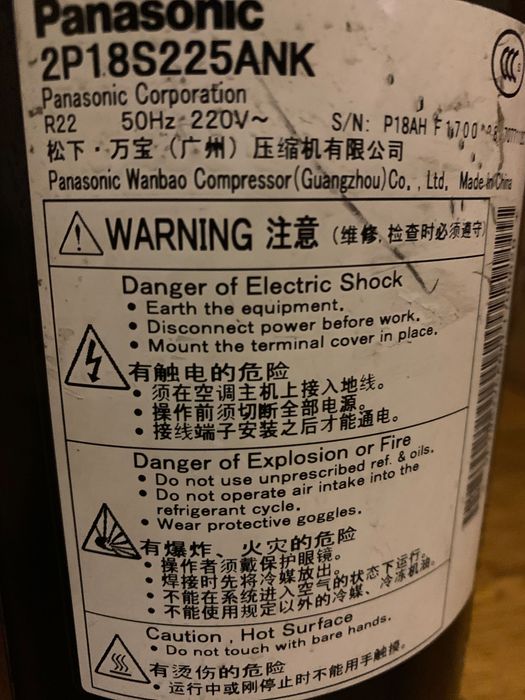 Panasonic
2P18S225ANK
Panasonic Corporation
R22 50Hz 220V~ S/N: P18AH F1700
松下·万宝（广州）压缩机有限公司
Panasonic Wanbao Compressor(Guangzhou)Co., Ltd. Made in China
WARNING 注意（维修,检查时必须遵守）
Danger of Electric Shock
• Earth the equipment.
• Disconnect power before work.
• Mount the terminal cover in place.
有触电的危险
• 须在空调主机上接入地线。
• 操作前须切断全部电源。
• 接线端子安装之后才能通电。
Danger of Explosion or Fire
• Do not use unprescribed ref. & oils.
• Do not operate air intake into the
refrigerant cycle.
• Wear protective goggles.
有爆炸、火灾的危险
• 操作者须戴保护眼镜。
• 焊接时先将冷媒放出。
• 不能在系统进入空气的状态下运行。
• 不能使用规定以外的冷媒、冷冻机油。
Caution , Hot Surface
• Do not touch with bare hands.
有烫伤的危险
• 运行中或刚停止时不能用手触摸。